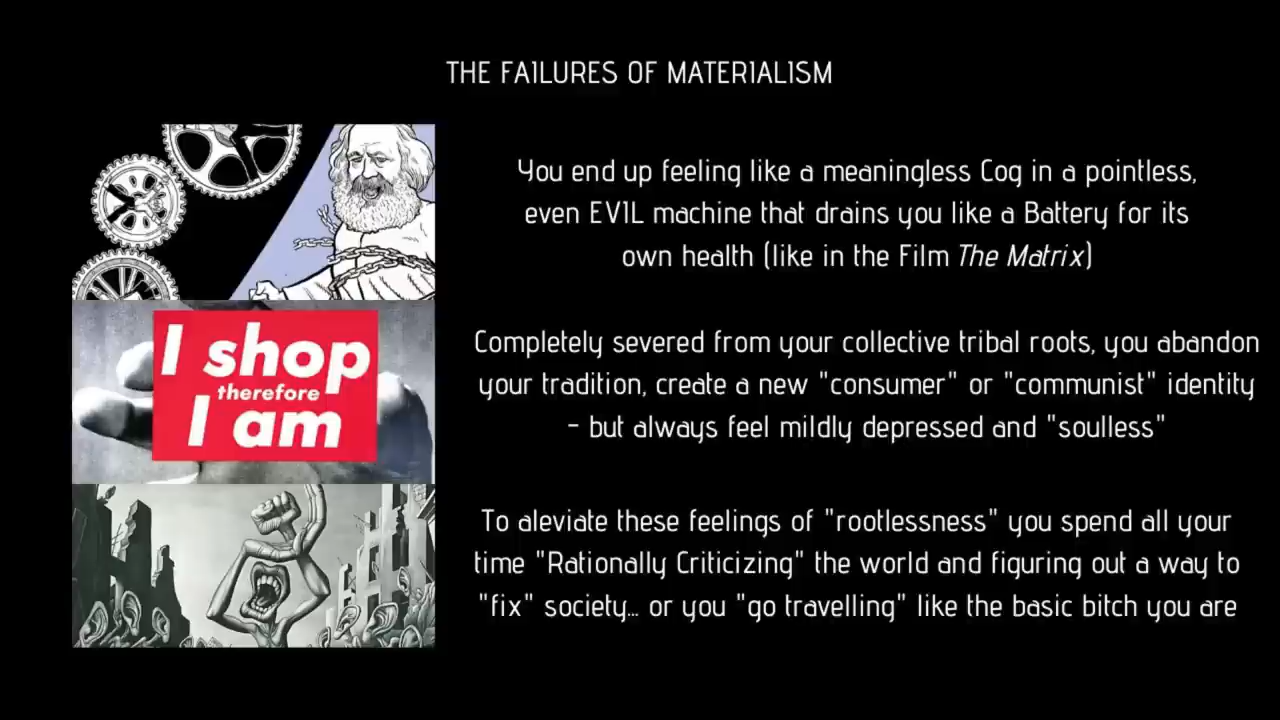 THE FAILURES OF MATERIALISM
You end up feeling like a meaningless Cog in a pointless,
even EVIL machine that drains you like a Battery for its
own health (like in the Film The Matrix)
I shop
therefore
I am
Completely severed from your collective tribal roots, you abandon
your tradition, create a new "consumer" or "communist" identity
- but always feel mildly depressed and "soulless"
To aleviate these feelings of "rootlessness" you spend all your
time "Rationally Criticizing" the world and figuring out a way to
"fix" society... or you "go travelling" like the basic bitch you are